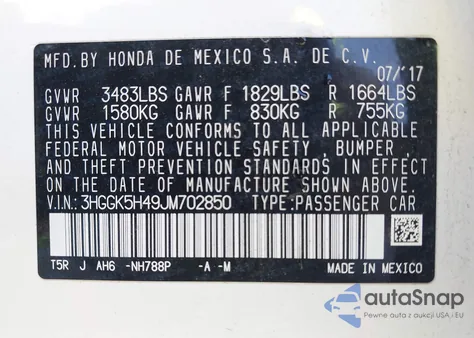 MFD.BY HONDA DE MEXICO S.A. DE C.V.
07/'17
GVWR 3483LBS GAWR F 1829LBS R 1664LBS
GVWR 1580KG GAWR F 830KG R 755KG
THIS VEHICLE CONFORMS TO ALL APPLICABLE
FEDERAL MOTOR VEHICLE SAFETY, BUMPER,
AND THEFT PREVENTION STANDARDS IN EFFECT
ON THE DATE OF MANUFACTURE SHOWN ABOVE.
V.IN.: 3HGGK5H49JM702850 TYPE:PASSENGER CAR
T5R J AH6 -NH788P -A -M
MADE IN MEXICO
autoSnap
Pewne auta z aukcji USA i EU